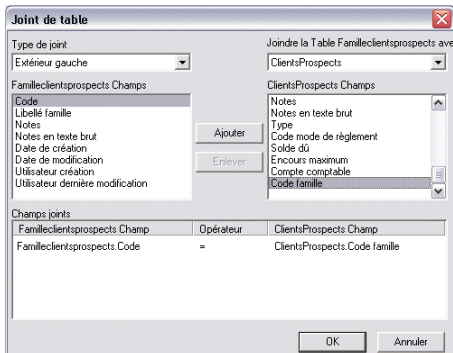 Joint de table
Type de joint
Joindre la Table Familleclientsprospects ave
Extérieur gauche
ClientsProspects
Familleclientsprospects Champs
ClientsProspects Champs
Code
Libellé famille
Notes
Notes en texte brut
Date de création
Date de modification
Utilisateur création
Utilisateur dernière modification
Ajouter
Enlever
Notes
Notes en texte brut
Type
Code mode de règlement
Solde dû
Encours maximum
Compte comptable
Code famille
Champs joints
Familleclientsprospects Champ Opérateur ClientsProspects Champ
Familleclientsprospects.Code = ClientsProspects.Code famille
OK
Annuler